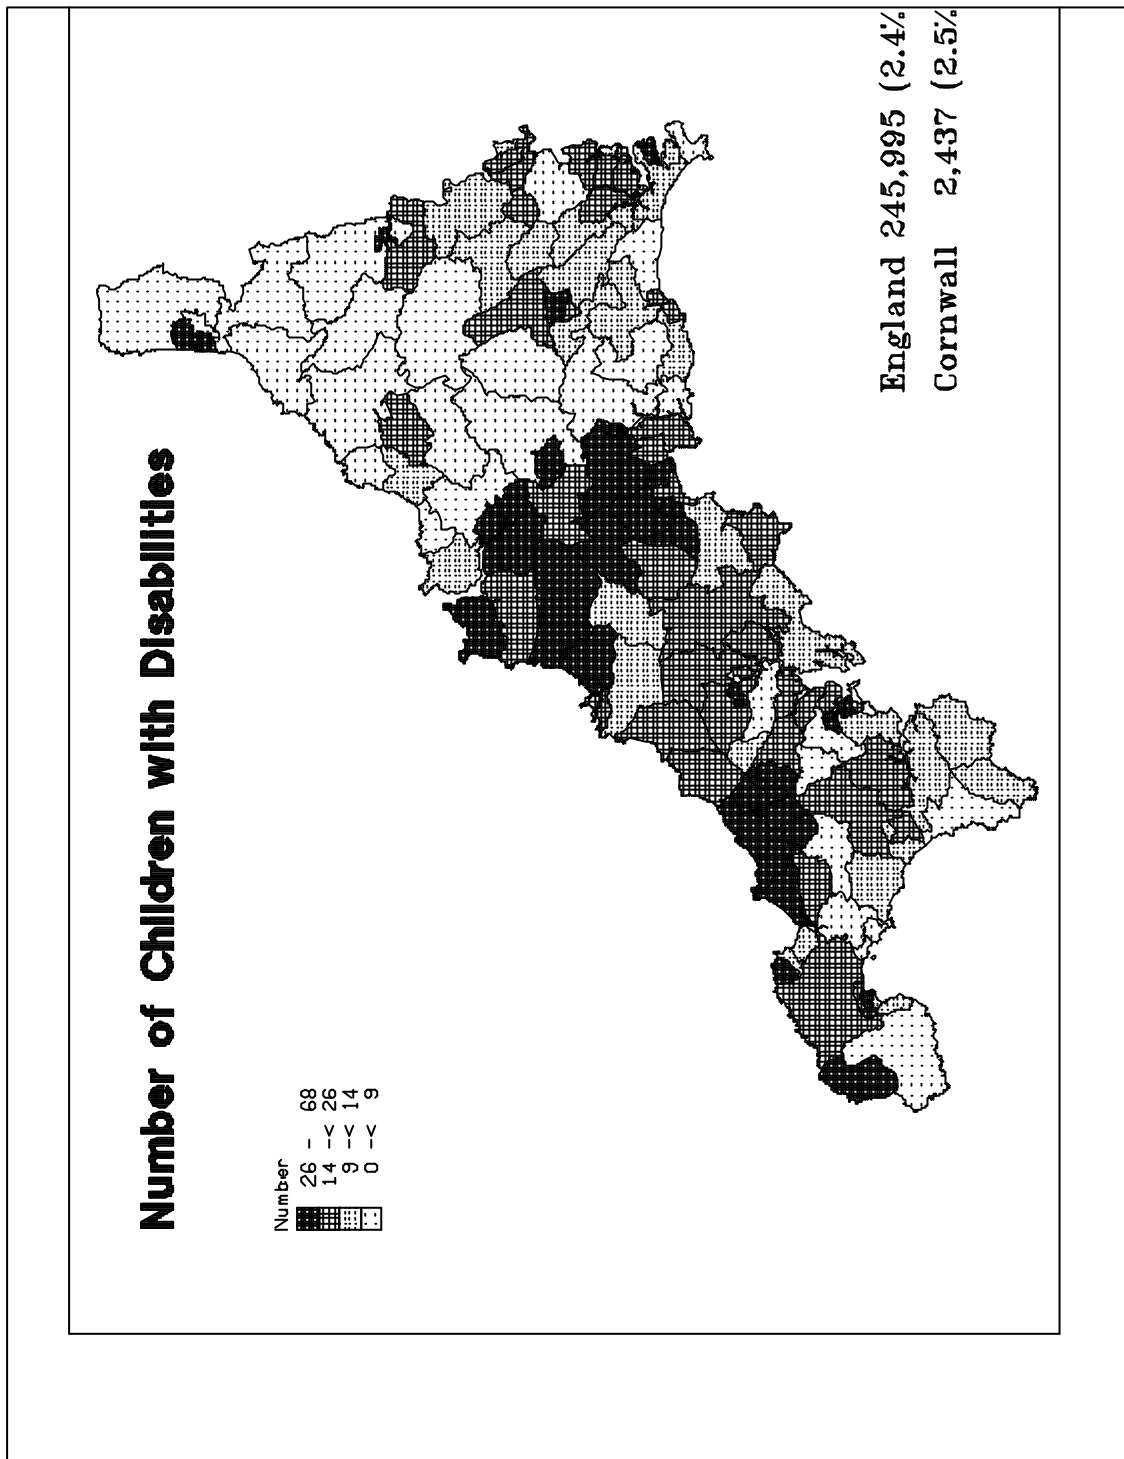 Number of Children with Disabilities
Number
26 - 68
14 -< 26
9 -< 14
0 -< 9
England 245,995 (2.4%
Cornwall 2,437 (2.5%